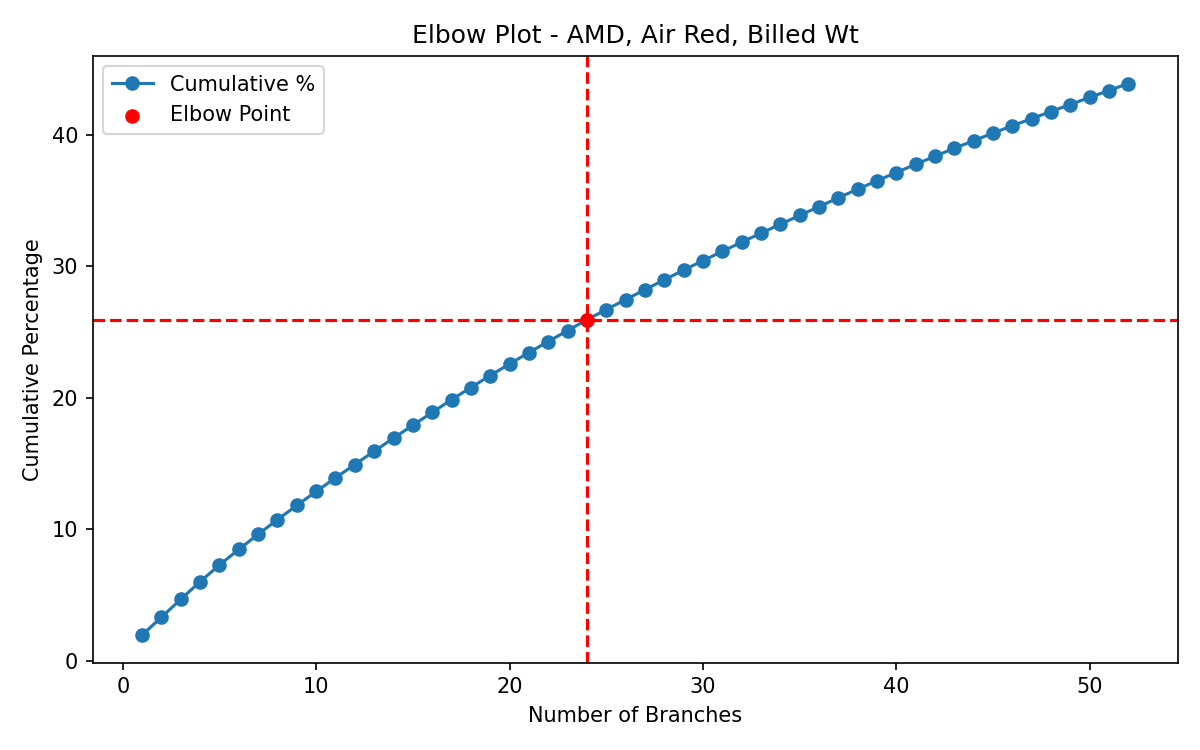 Elbow Plot - AMD, Air Red, Billed Wt
Cumulative %
Elbow Point
Cumulative Percentage
40
30
20
10
0
0 10 20 30 40 50
Number of Branches